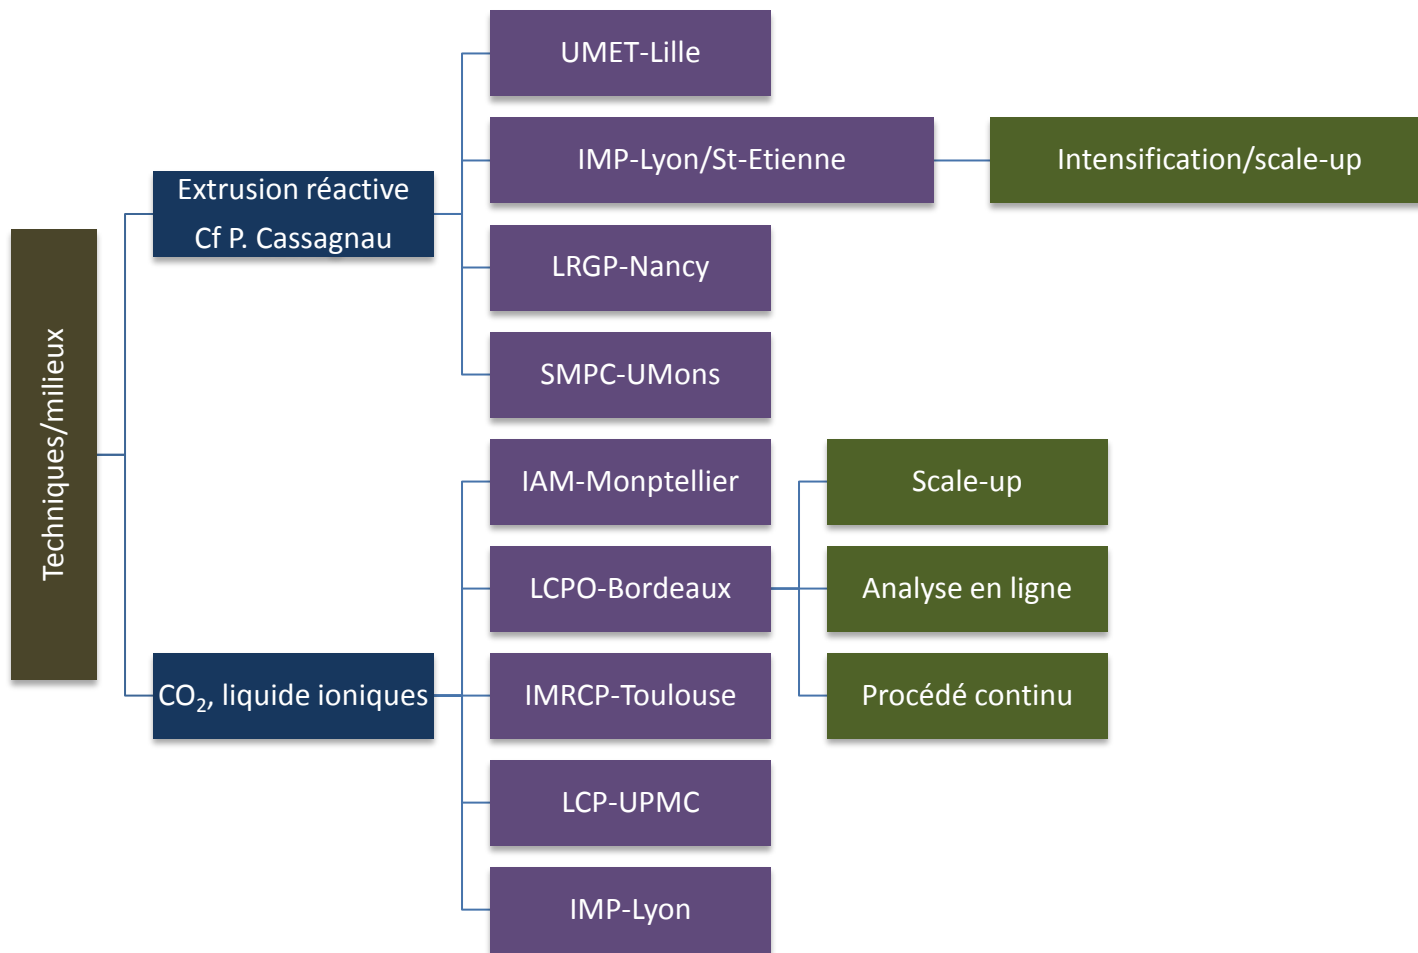 Techniques/milieux
Extrusion réactive
Cf P. Cassagnau
UMET-Lille
IMP-Lyon/St-Etienne
Intensification/scale-up
LRGP-Nancy
SMPC-UMons
CO₂, liquide ioniques
IAM-Monptellier
LCPO-Bordeaux
Scale-up
Analyse en ligne
Procédé continu
IMRCP-Toulouse
LCP-UPMC
IMP-Lyon